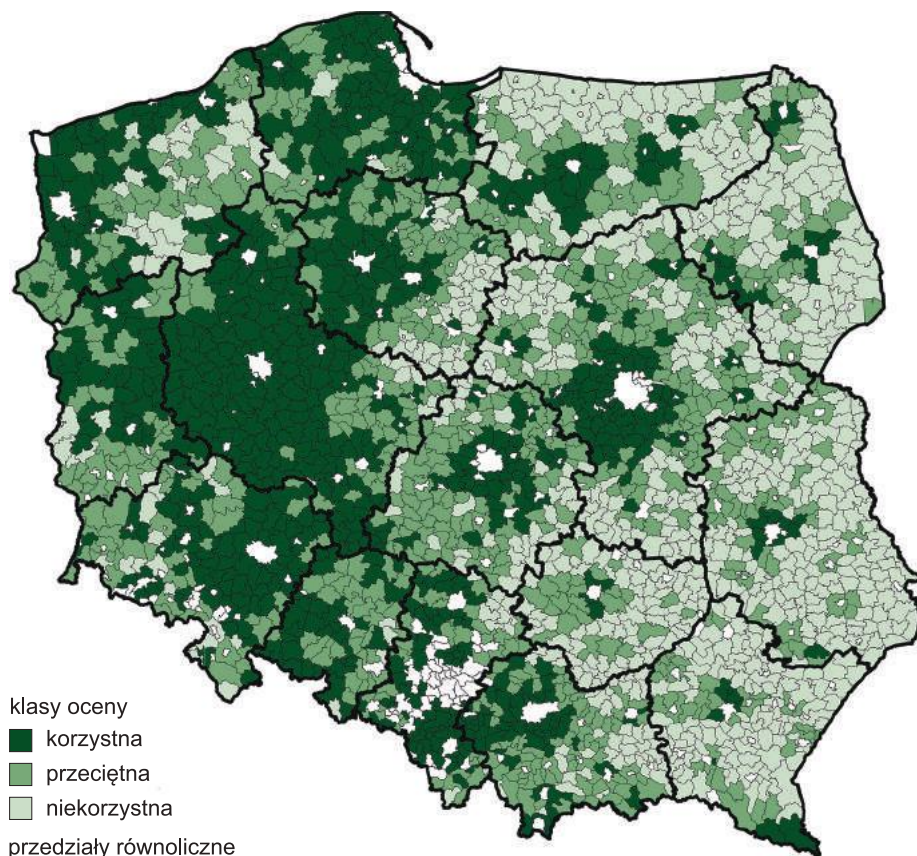 klasy oceny
korzystna
przeciętna
niekorzystna
przedziały równoliczne